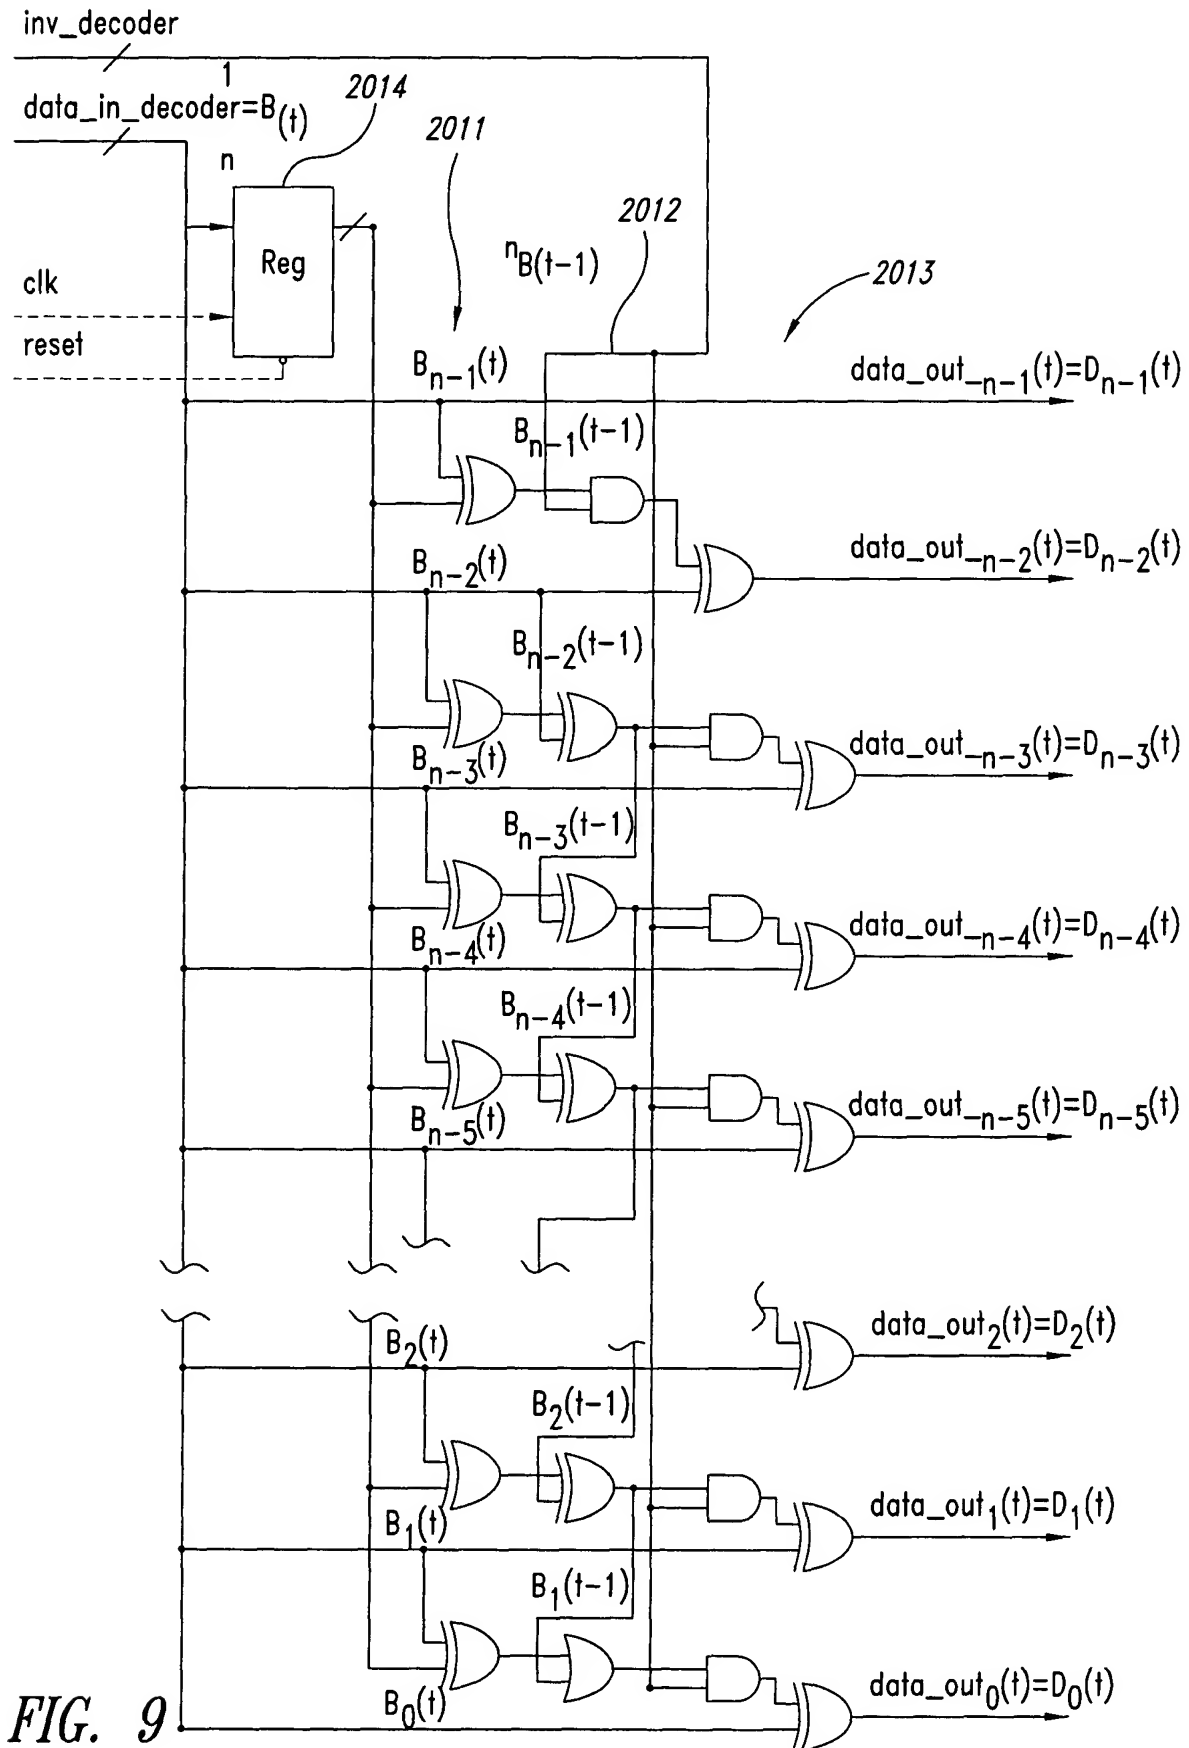 inv_decoder
1
data_in_decoder=B(t)
n
2014
2011
Reg
clk
reset
2012
nB(t-1)
2013
Bn-1(t)
data_out_n-1(t)=Dn-1(t)
Bn-1(t-1)
Bn-2(t)
data_out_n-2(t)=Dn-2(t)
Bn-2(t-1)
Bn-3(t)
data_out_n-3(t)=Dn-3(t)
Bn-3(t-1)
Bn-4(t)
data_out_n-4(t)=Dn-4(t)
Bn-4(t-1)
Bn-5(t)
data_out_n-5(t)=Dn-5(t)
B2(t)
data_out2(t)=D2(t)
B2(t-1)
B1(t)
data_out1(t)=D1(t)
B1(t-1)
B0(t)
data_out0(t)=D0(t)
FIG. 9